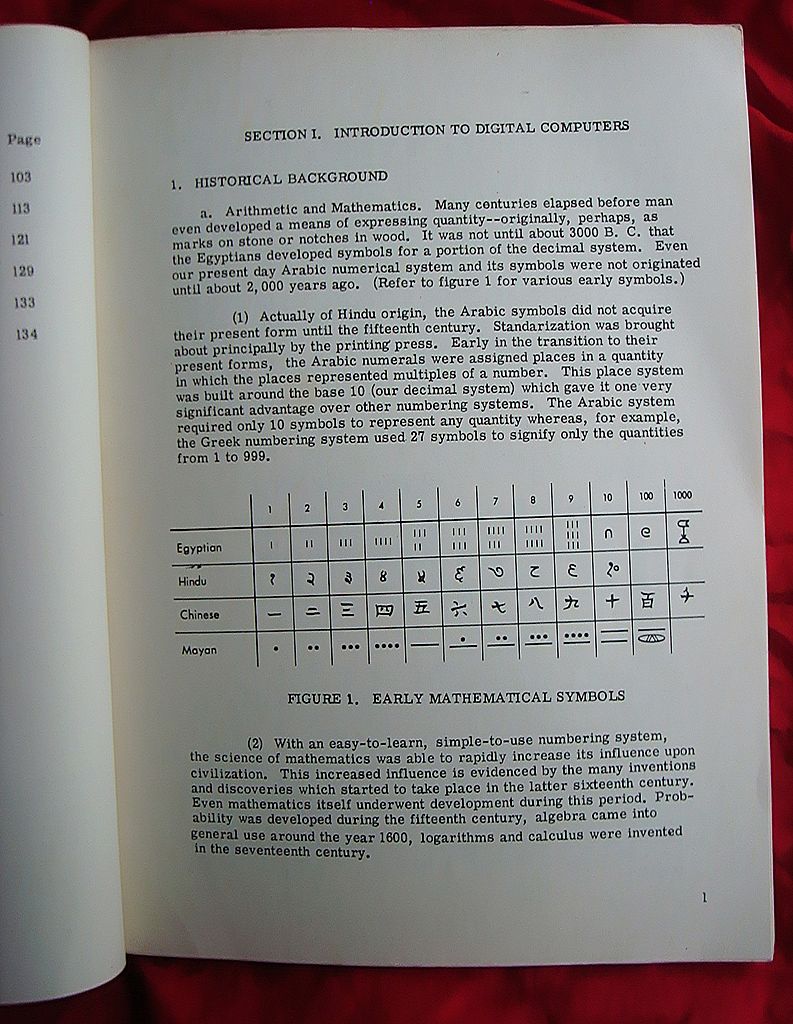 Page
103
113
121
129
133
134
SECTION I. INTRODUCTION TO DIGITAL COMPUTERS
1. HISTORICAL BACKGROUND
a. Arithmetic and Mathematics. Many centuries elapsed before man
even developed a means of expressing quantity--originally, perhaps, as
marks on stone or notches in wood. It was not until about 3000 B. C. that
the Egyptians developed symbols for a portion of the decimal system. Even
our present day Arabic numerical system and its symbols were not originated
until about 2,000 years ago. (Refer to figure 1 for various early symbols.)
(1) Actually of Hindu origin, the Arabic symbols did not acquire
their present form until the fifteenth century. Standarization was brought
about principally by the printing press. Early in the transition to their
present forms, the Arabic numerals were assigned places in a quantity
in which the places represented multiples of a number. This place system
was built around the base 10 (our decimal system) which gave it one very
significant advantage over other numbering systems. The Arabic system
required only 10 symbols to represent any quantity whereas, for example,
the Greek numbering system used 27 symbols to signify only the quantities
from 1 to 999.
1 2 3 4 5 6 7 8 9 10 100 1000
Egyptian
Hindu
Chinese 一 二 三 四 五 六 七 八 九 十 百 千
Mayan
FIGURE 1. EARLY MATHEMATICAL SYMBOLS
(2) With an easy-to-learn, simple-to-use numbering system,
the science of mathematics was able to rapidly increase its influence upon
civilization. This increased influence is evidenced by the many inventions
and discoveries which started to take place in the latter sixteenth century.
Even mathematics itself underwent development during this period. Prob-
ability was developed during the fifteenth century, algebra came into
general use around the year 1600, logarithms and calculus were invented
in the seventeenth century.
1